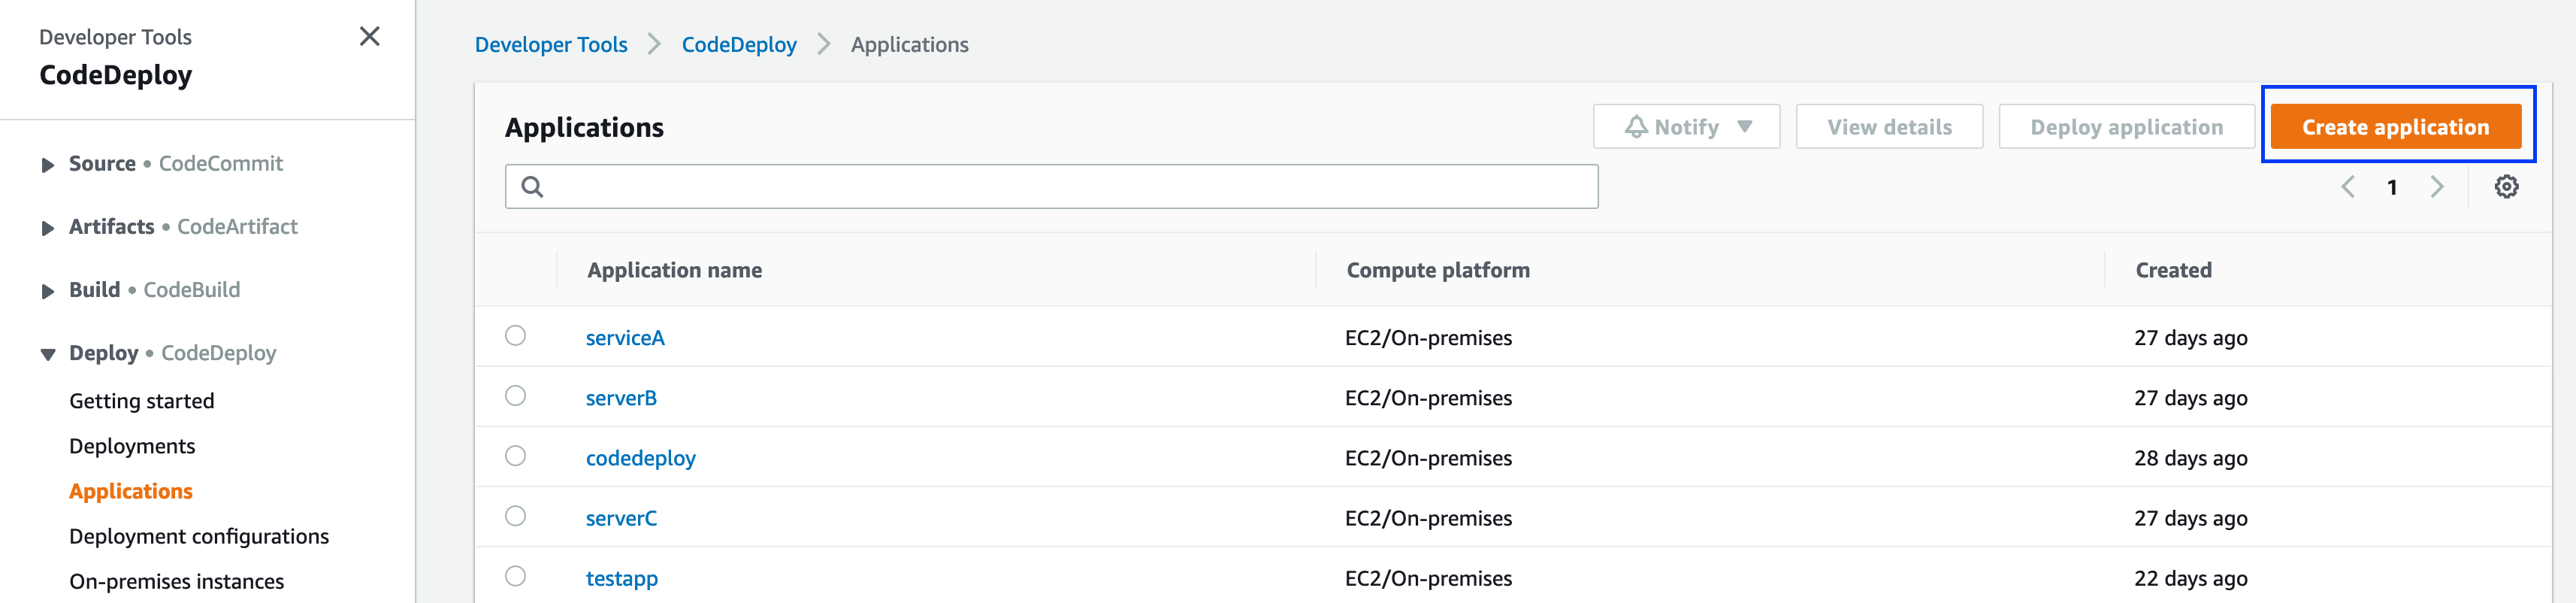 Developer Tools
CodeDeploy
Source • CodeCommit
Artifacts • CodeArtifact
Build • CodeBuild
Deploy • CodeDeploy
Getting started
Deployments
Applications
Deployment configurations
On-premises instances
Developer Tools > CodeDeploy > Applications
Applications
Notify View details Deploy application Create application
1
Application name Compute platform Created
serviceA EC2/On-premises 27 days ago
serverB EC2/On-premises 27 days ago
codedeploy EC2/On-premises 28 days ago
serverC EC2/On-premises 27 days ago
testapp EC2/On-premises 22 days ago